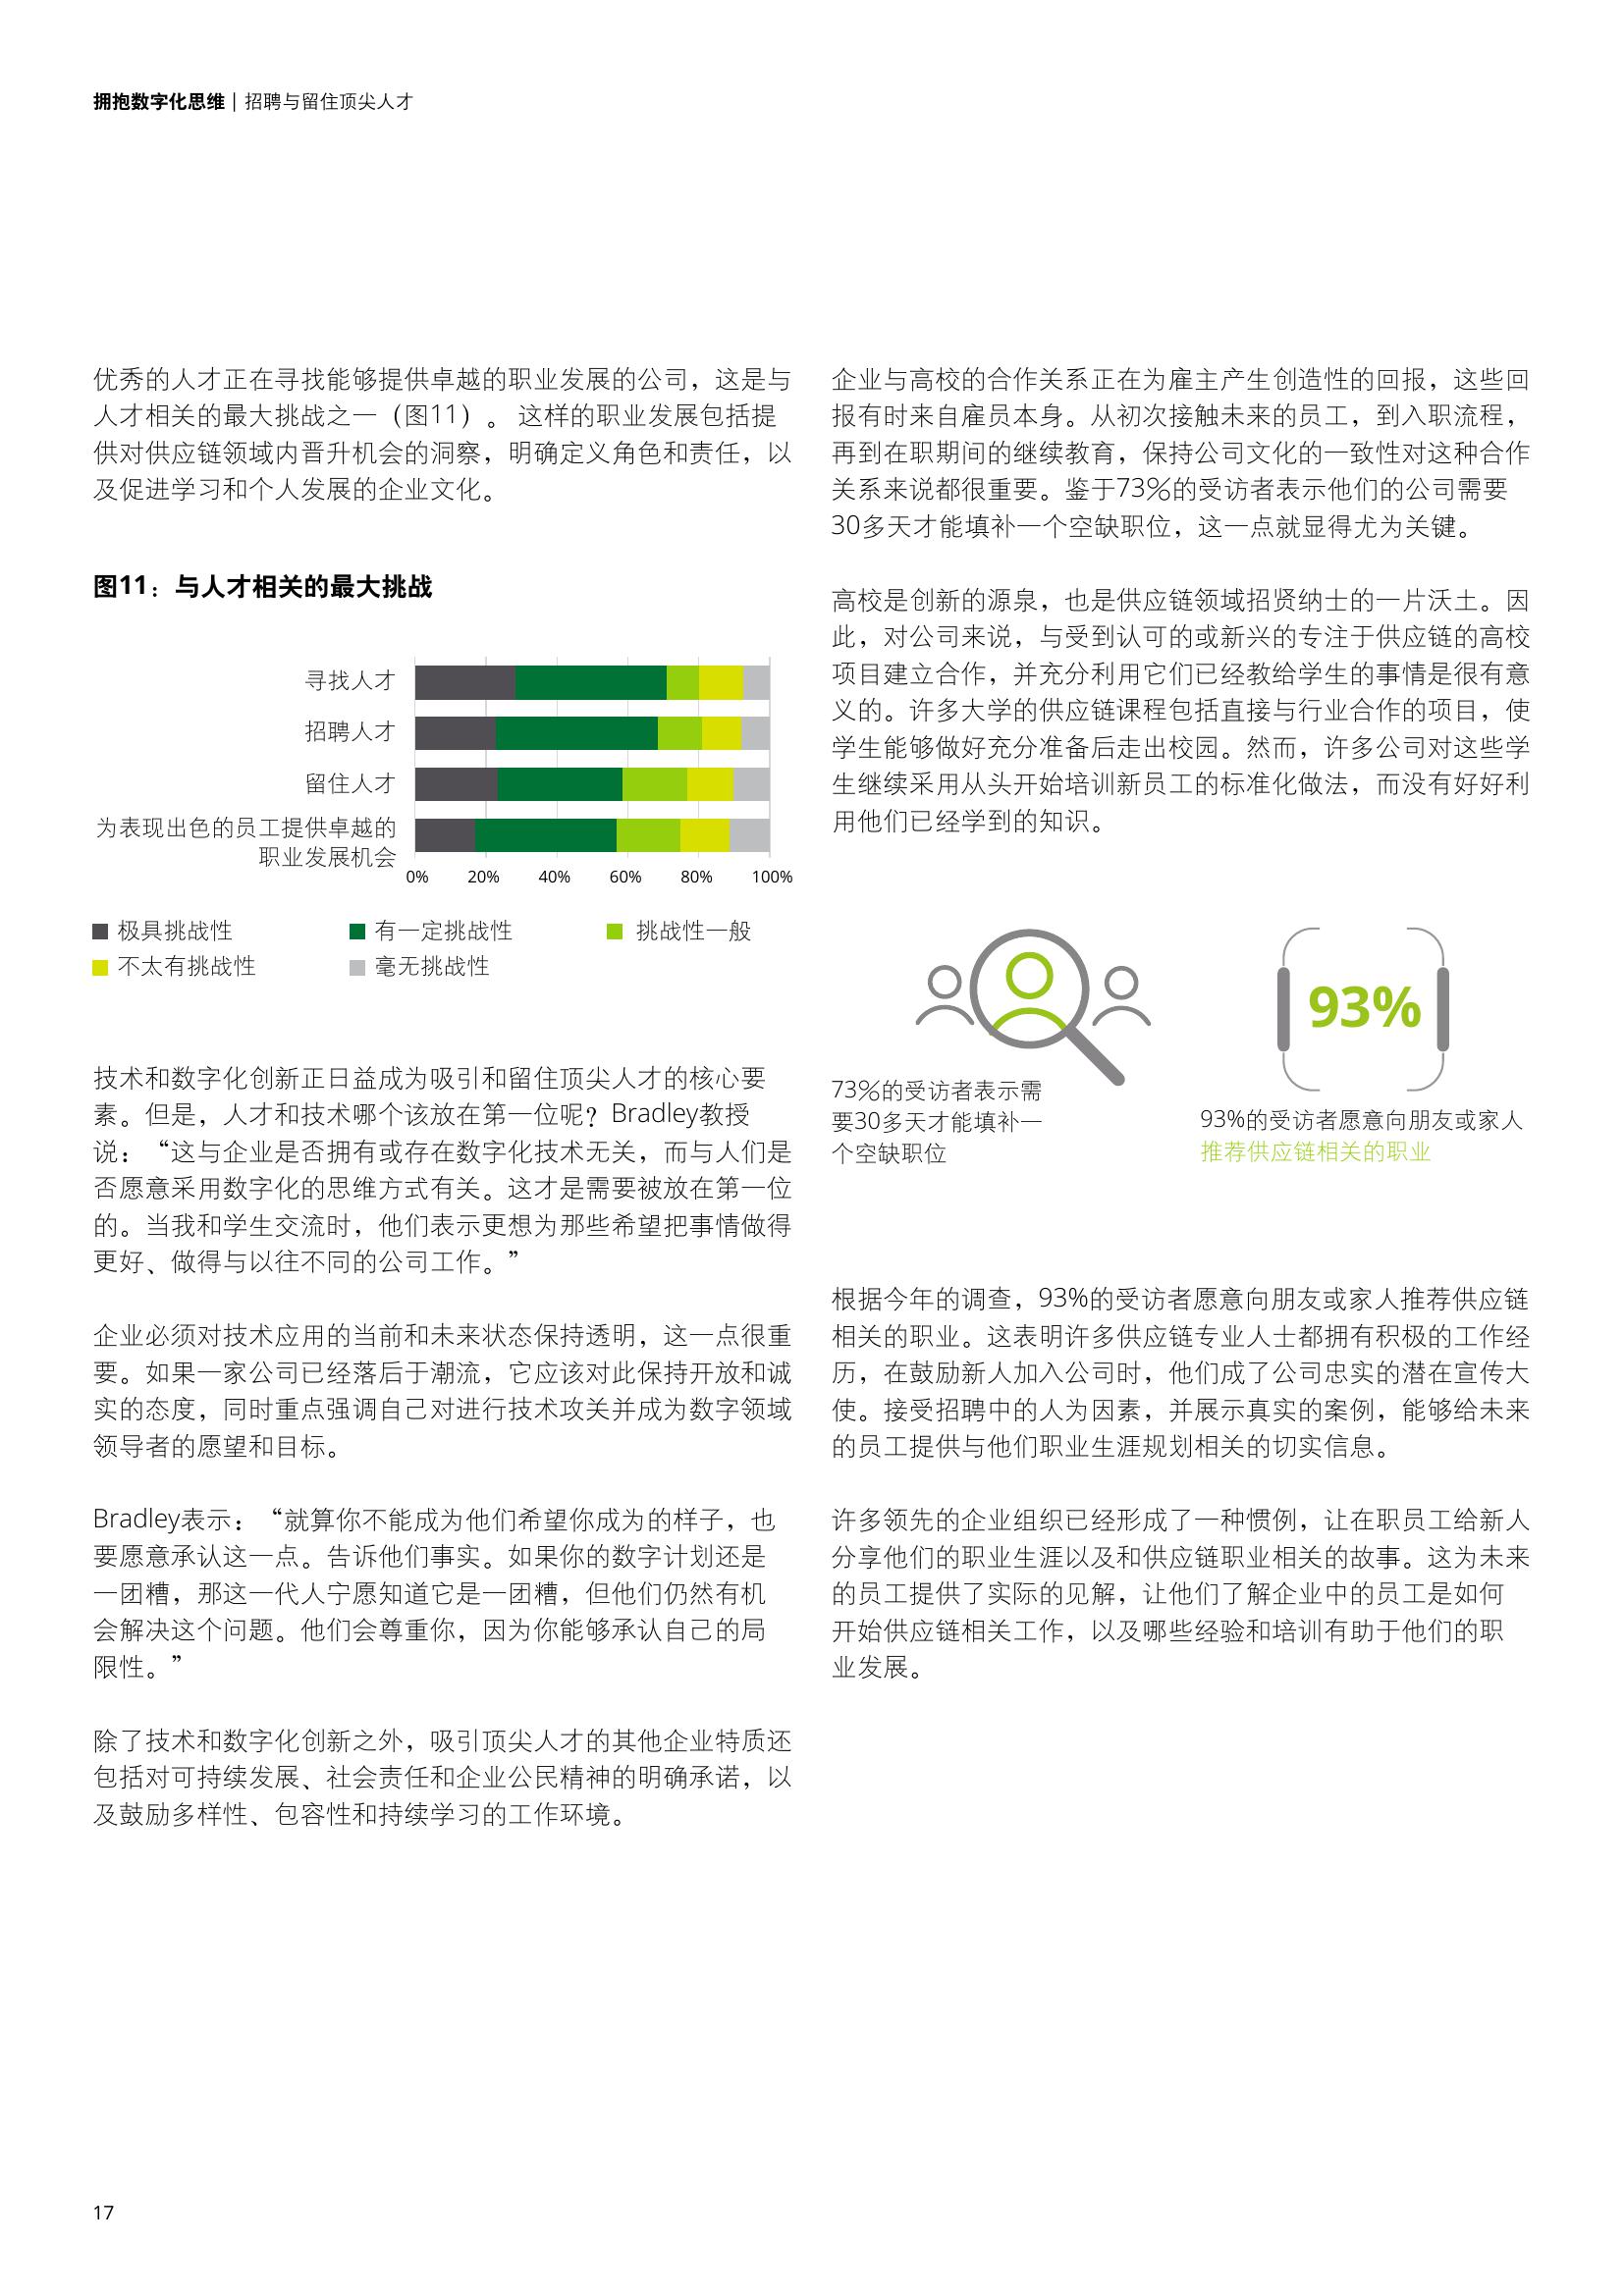 拥抱数字化思维 | 招聘与留住顶尖人才
优秀的人才正在寻找能够提供卓越的职业发展的公司，这是与
人才相关的最大挑战之一（图11）。 这样的职业发展包括提
供对供应链领域内晋升机会的洞察，明确定义角色和责任，以
及促进学习和个人发展的企业文化。
图11：与人才相关的最大挑战
寻找人才
招聘人才
留住人才
为表现出色的员工提供卓越的
职业发展机会
0% 20% 40% 60% 80% 100%
极具挑战性 有一定挑战性 挑战性一般
不太有挑战性 毫无挑战性
技术和数字化创新正日益成为吸引和留住顶尖人才的核心要
素。但是，人才和技术哪个该放在第一位呢？Bradley教授
说：“这与企业是否拥有或存在数字化技术无关，而与人们是
否愿意采用数字化的思维方式有关。这才是需要被放在第一位
的。当我和学生交流时，他们表示更想为那些希望把事情做得
更好、做得与以往不同的公司工作。”
企业必须对技术应用的当前和未来状态保持透明，这一点很重
要。如果一家公司已经落后于潮流，它应该对此保持开放和诚
实的态度，同时重点强调自己对进行技术攻关并成为数字领域
领导者的愿望和目标。
Bradley表示：“就算你不能成为他们希望你成为的样子，也
要愿意承认这一点。告诉他们事实。如果你的数字计划还是
一团糟，那这一代人宁愿知道它是一团糟，但他们仍然有机
会解决这个问题。他们会尊重你，因为你能够承认自己的局
限性。”
除了技术和数字化创新之外，吸引顶尖人才的其他企业特质还
包括对可持续发展、社会责任和企业公民精神的明确承诺，以
及鼓励多样性、包容性和持续学习的工作环境。
企业与高校的合作关系正在为雇主产生创造性的回报，这些回
报有时来自雇员本身。从初次接触未来的员工，到入职流程，
再到在职期间的继续教育，保持公司文化的一致性对这种合作
关系来说都很重要。鉴于73%的受访者表示他们的公司需要
30多天才能填补一个空缺职位，这一点就显得尤为关键。
高校是创新的源泉，也是供应链领域招贤纳士的一片沃土。因
此，对公司来说，与受到认可的或新兴的专注于供应链的高校
项目建立合作，并充分利用它们已经教给学生的事情是很有意
义的。许多大学的供应链课程包括直接与行业合作的项目，使
学生能够做好充分准备后走出校园。然而，许多公司对这些学
生继续采用从头开始培训新员工的标准化做法，而没有好好利
用他们已经学到的知识。
73%的受访者表示需
要30多天才能填补一
个空缺职位
93%
93%的受访者愿意向朋友或家人
推荐供应链相关的职业
根据今年的调查，93%的受访者愿意向朋友或家人推荐供应链
相关的职业。这表明许多供应链专业人士都拥有积极的工作经
历，在鼓励新人加入公司时，他们成了公司忠实的潜在宣传大
使。接受招聘中的人为因素，并展示真实的案例，能够给未来
的员工提供与他们职业生涯规划相关的切实信息。
许多领先的企业组织已经形成了一种惯例，让在职员工给新人
分享他们的职业生涯以及和供应链职业相关的故事。这为未来
的员工提供了实际的见解，让他们了解企业中的员工是如何
开始供应链相关工作，以及哪些经验和培训有助于他们的职
业发展。
17